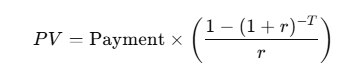 PV = Payment × ( (1 − (1 + r)^−T) / r )